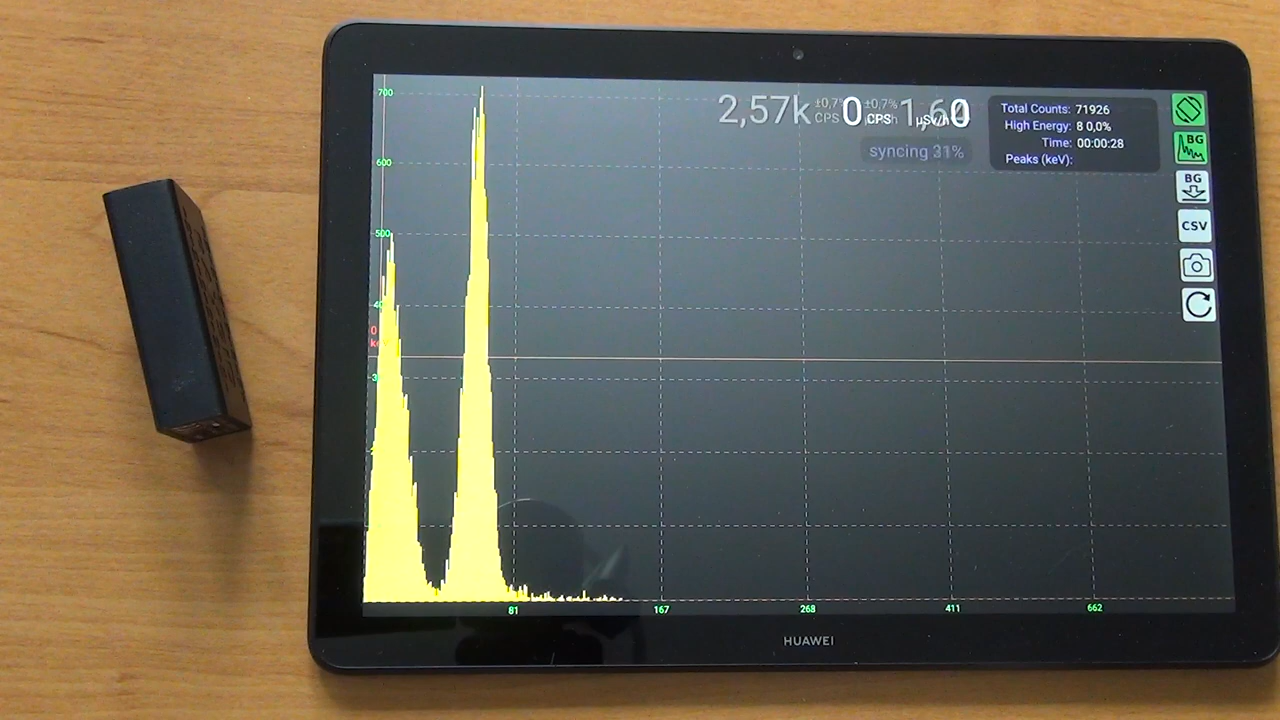 700
600
500
0
81
167
268
411
662
2,57k ±0,7% CPS
0 CPS ±0,7%
1,60 µSv/h
syncing 31%
Total Counts: 71926
High Energy: 8 0,0%
Time: 00:00:28
Peaks (keV):
BG
BG
CSV
HUAWEI